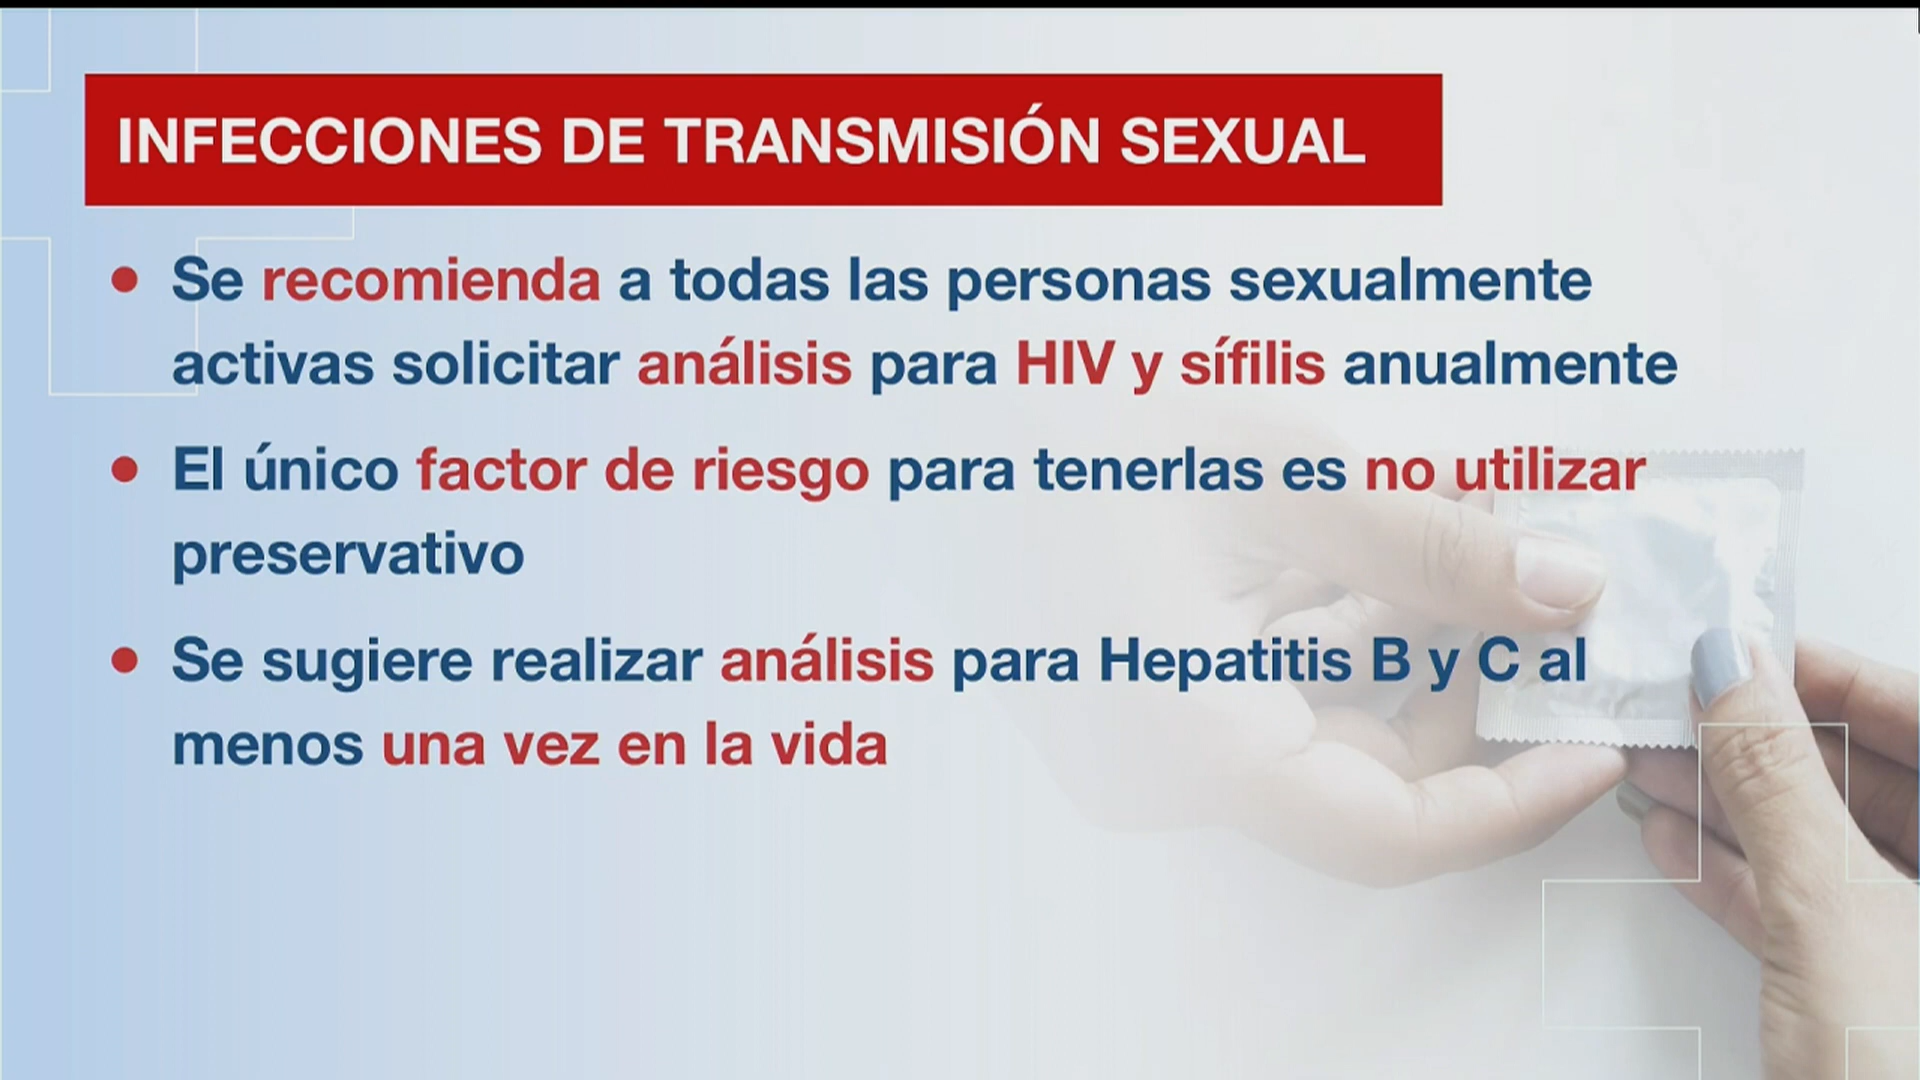 INFECCIONES DE TRANSMISIÓN SEXUAL
Se recomienda a todas las personas sexualmente
activas solicitar análisis para HIV y sífilis anualmente
El único factor de riesgo para tenerlas es no utilizar
preservativo
Se sugiere realizar análisis para Hepatitis B y C al
menos una vez en la vida